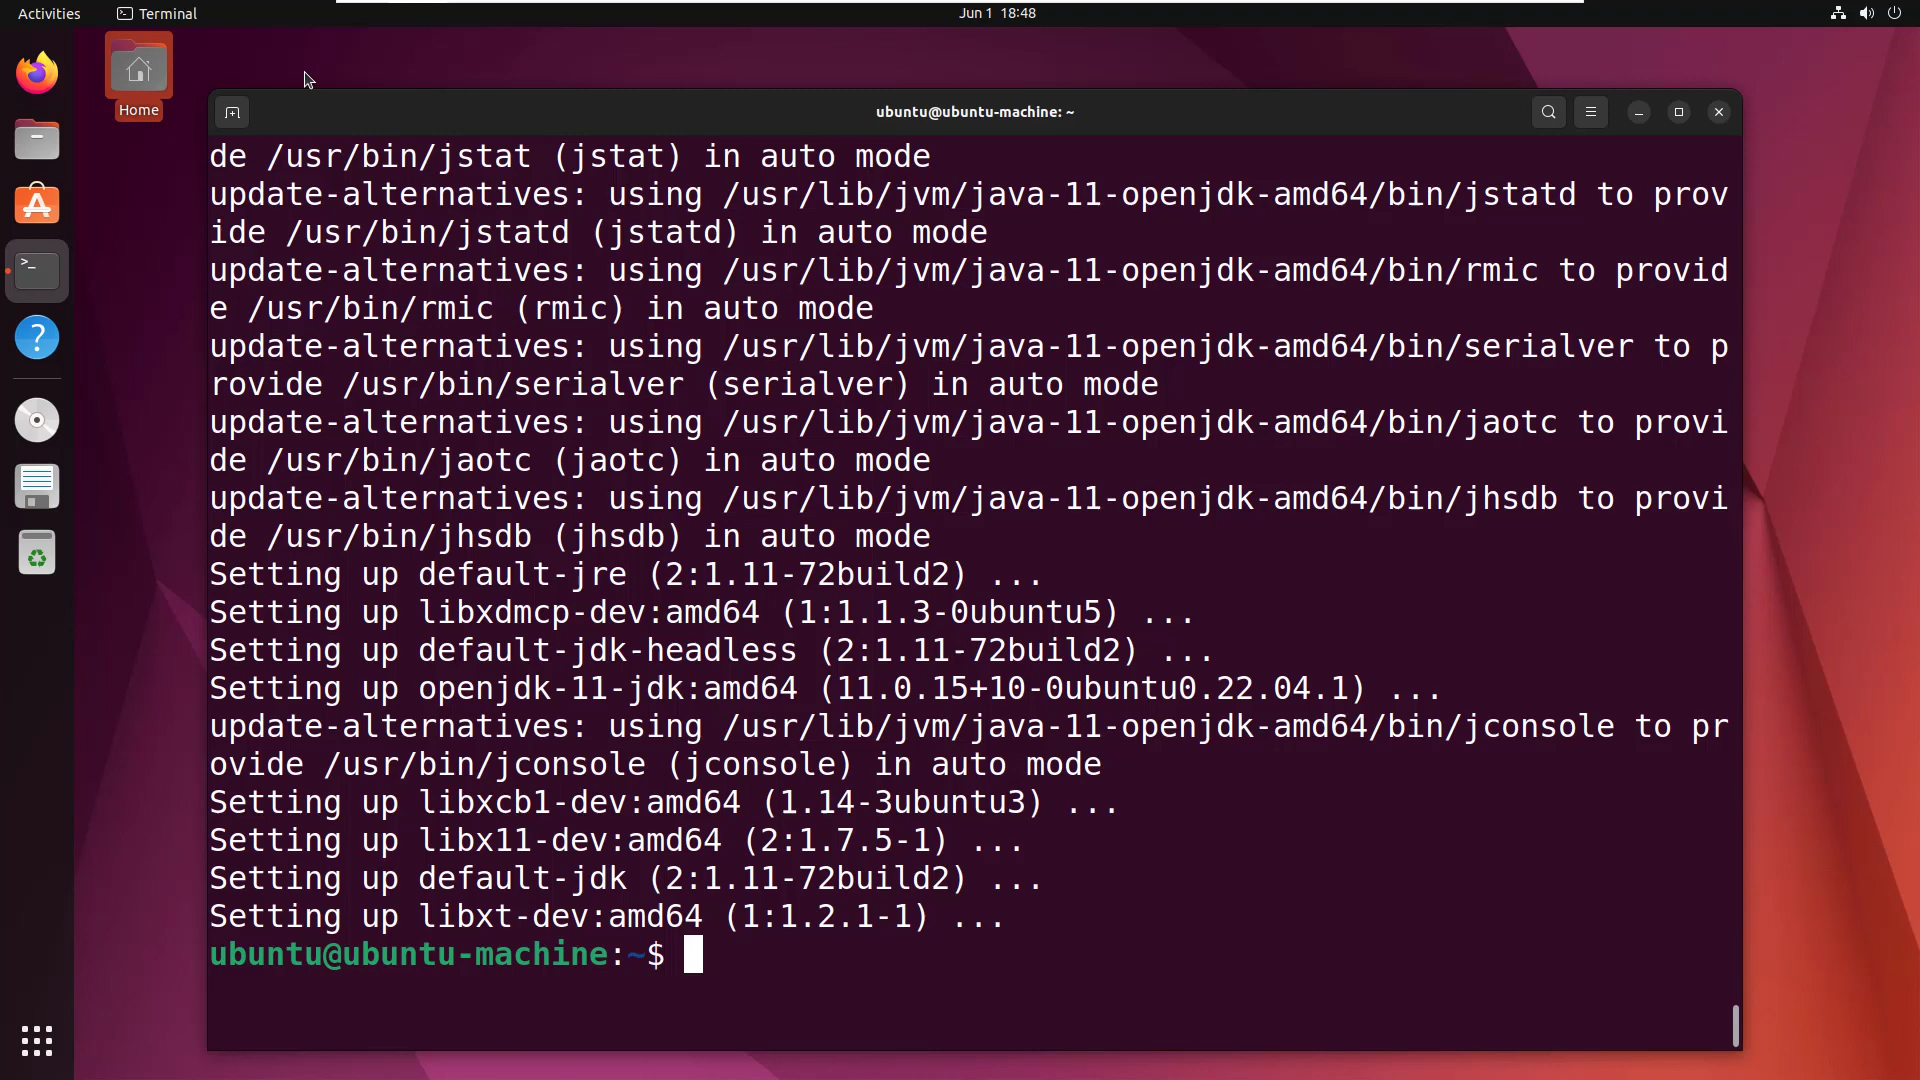 Activities
Terminal
Jun 1 18:48
Home
ubuntu@ubuntu-machine: ~
de /usr/bin/jstat (jstat) in auto mode
update-alternatives: using /usr/lib/jvm/java-11-openjdk-amd64/bin/jstatd to prov
ide /usr/bin/jstatd (jstatd) in auto mode
update-alternatives: using /usr/lib/jvm/java-11-openjdk-amd64/bin/rmic to provid
e /usr/bin/rmic (rmic) in auto mode
update-alternatives: using /usr/lib/jvm/java-11-openjdk-amd64/bin/serialver to p
rovide /usr/bin/serialver (serialver) in auto mode
update-alternatives: using /usr/lib/jvm/java-11-openjdk-amd64/bin/jaotc to provi
de /usr/bin/jaotc (jaotc) in auto mode
update-alternatives: using /usr/lib/jvm/java-11-openjdk-amd64/bin/jhsdb to provi
de /usr/bin/jhsdb (jhsdb) in auto mode
Setting up default-jre (2:1.11-72build2) ...
Setting up libxdmcp-dev:amd64 (1:1.1.3-0ubuntu5) ...
Setting up default-jdk-headless (2:1.11-72build2) ...
Setting up openjdk-11-jdk:amd64 (11.0.15+10-0ubuntu0.22.04.1) ...
update-alternatives: using /usr/lib/jvm/java-11-openjdk-amd64/bin/jconsole to pr
ovide /usr/bin/jconsole (jconsole) in auto mode
Setting up libxcb1-dev:amd64 (1.14-3ubuntu3) ...
Setting up libx11-dev:amd64 (2:1.7.5-1) ...
Setting up default-jdk (2:1.11-72build2) ...
Setting up libxt-dev:amd64 (1:1.2.1-1) ...
ubuntu@ubuntu-machine:~$